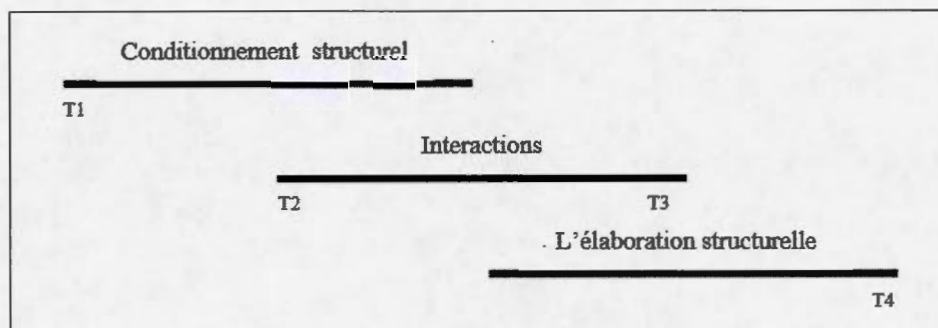 Conditionnement structurel
T1
Interactions
T2 T3
. L'élaboration structurelle
T4